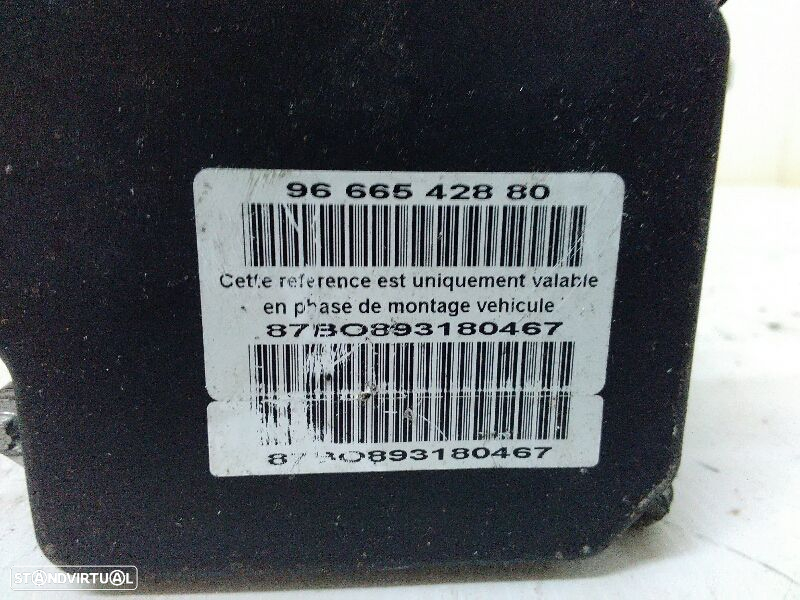 96 665 428 80
Cette reference est uniquement valable
en phase de montage vehicule
87BO893180467
87BO893180467
STANDVIRTUAL